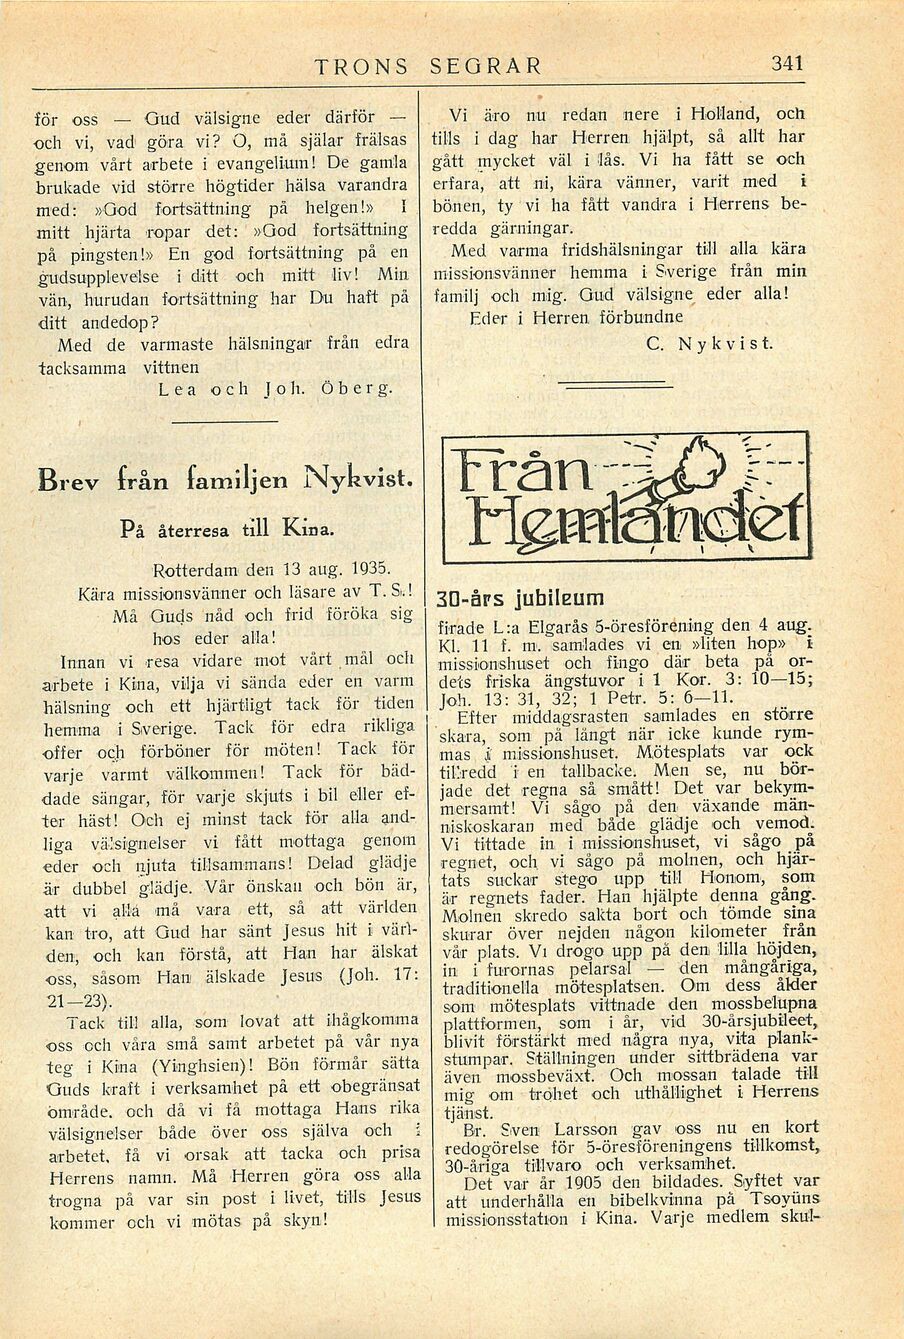 TRONS SEGRAR 341
för oss — Gud välsigne eder därför —
och vi, vad göra vi? O, må själar frälsas
genom vårt arbete i evangelium! De gamla
brukade vid större högtider hälsa varandra
med: »God fortsättning på helgen!» I
mitt hjärta ropar det: »God fortsättning
på pingsten!» En god fortsättning på en
gudsupplevelse i ditt och mitt liv! Min
vän, hurudan fortsättning har Du haft på
ditt andedop?
Med de varmaste hälsningar från edra
tacksamma vittnen
Lea och Joh. Öberg.
Brev från familjen Nykvist.
På återresa till Kina.
Rotterdam den 13 aug. 1935.
Kära missionsvänner och läsare av T. S.!
Må Guds nåd och frid föröka sig
hos eder alla!
Innan vi resa vidare mot vårt mål och
arbete i Kina, vilja vi sända eder en varm
hälsning och ett hjärtligt tack för tiden
hemma i Sverige. Tack för edra rikliga
offer och förböner för möten! Tack för
varje varmt välkommen! Tack för bäd-
dade sängar, för varje skjuts i bil eller ef-
ter häst! Och ej minst tack för alla and-
liga välsignelser vi fått mottaga genom
eder och njuta tillsammans! Delad glädje
är dubbel glädje. Vår önskan och bön är,
att vi alla må vara ett, så att världen
kan tro, att Gud har sänt Jesus hit i värl-
den, och kan förstå, att Han har älskat
oss, såsom Han älskade Jesus (Joh. 17:
21—23).
Tack till alla, som lovat att ihågkomma
oss och våra små samt arbetet på vår nya
teg i Kina (Yinghsien)! Bön förmår sätta
Guds kraft i verksamhet på ett obegränsat
område, och då vi få mottaga Hans rika
välsignelser både över oss själva och i
arbetet, få vi orsak att tacka och prisa
Herrens namn. Må Herren göra oss alla
trogna på var sin post i livet, tills Jesus
kommer och vi mötas på skyn!
Vi äro nu redan nere i Holland, och
tills i dag har Herren hjälpt, så allt har
gått mycket väl i lås. Vi ha fått se och
erfara, att ni, kära vänner, varit med i
bönen, ty vi ha fått vandra i Herrens be-
redda gärningar.
Med varma fridshälsningar till alla kära
missionsvänner hemma i Sverige från min
familj och mig. Gud välsigne eder alla!
Eder i Herren förbundne
C. Nykvist.
Från
Hemlandet
30-års jubileum
firade L:a Elgarås 5-öresförening den 4 aug.
Kl. 11 f. m. samlades vi en »liten hop» i
missionshuset och fingo där beta på or-
dets friska ängstuvor i 1 Kor. 3: 10—15;
Joh. 13: 31, 32; 1 Petr. 5: 6—11.
Efter middagsrasten samlades en större
skara, som på långt när icke kunde rym-
mas i missionshuset. Mötesplats var ock
tillredd i en tallbacke. Men se, nu bör-
jade det regna så smått! Det var bekym-
mersamt! Vi sågo på den växande män-
niskoskaran med både glädje och vemod.
Vi tittade in i missionshuset, vi sågo på
regnet, och vi sågo på molnen, och hjär-
tats suckar stego upp till Honom, som
är regnets fader. Han hjälpte denna gång.
Molnen skredo sakta bort och tömde sina
skurar över nejden någon kilometer från
vår plats. Vi drogo upp på den lilla höjden,
in i furornas pelarsal — den mångåriga,
traditionella mötesplatsen. Om dess ålder
som mötesplats vittnade den mossbelupna
plattformen, som i år, vid 30-årsjubileet,
blivit förstärkt med några nya, vita plank-
stumpar. Ställningen under sittbrädena var
även mossbeväxt. Och mossan talade till
mig om trohet och uthållighet i Herrens
tjänst.
Br. Sven Larsson gav oss nu en kort
redogörelse för 5-öresföreningens tillkomst,
30-åriga tillvaro och verksamhet.
Det var år 1905 den bildades. Syftet var
att underhålla en bibelkvinna på Tsoyüns
missionsstation i Kina. Varje medlem skul-